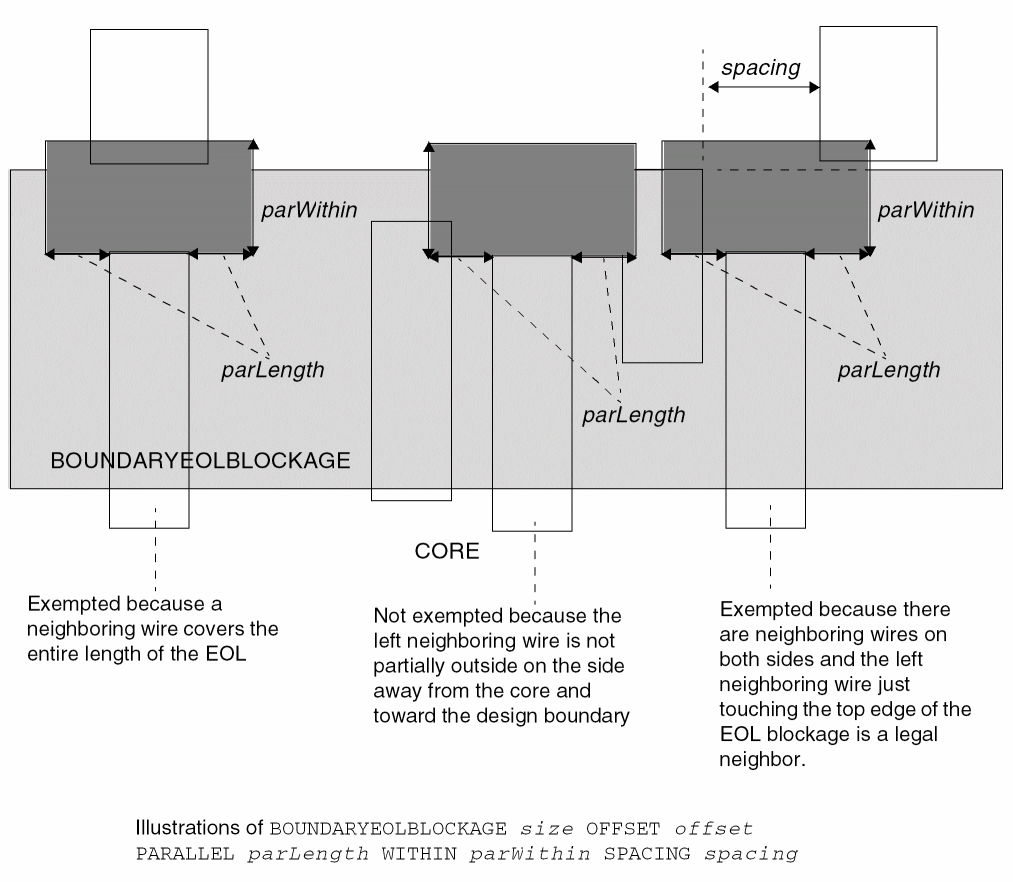 spacing
parWithin
parWithin
parLength
parLength
parLength
BOUNDARYEOLBLOCKAGE
CORE
Exempted because a
neighboring wire covers the
entire length of the EOL
Not exempted because the
left neighboring wire is not
partially outside on the side
away from the core and
toward the design boundary
Exempted because there
are neighboring wires on
both sides and the left
neighboring wire just
touching the top edge of the
EOL blockage is a legal
neighbor.
Illustrations of BOUNDARYEOLBLOCKAGE size OFFSET offset
PARALLEL parLength WITHIN parWithin SPACING spacing